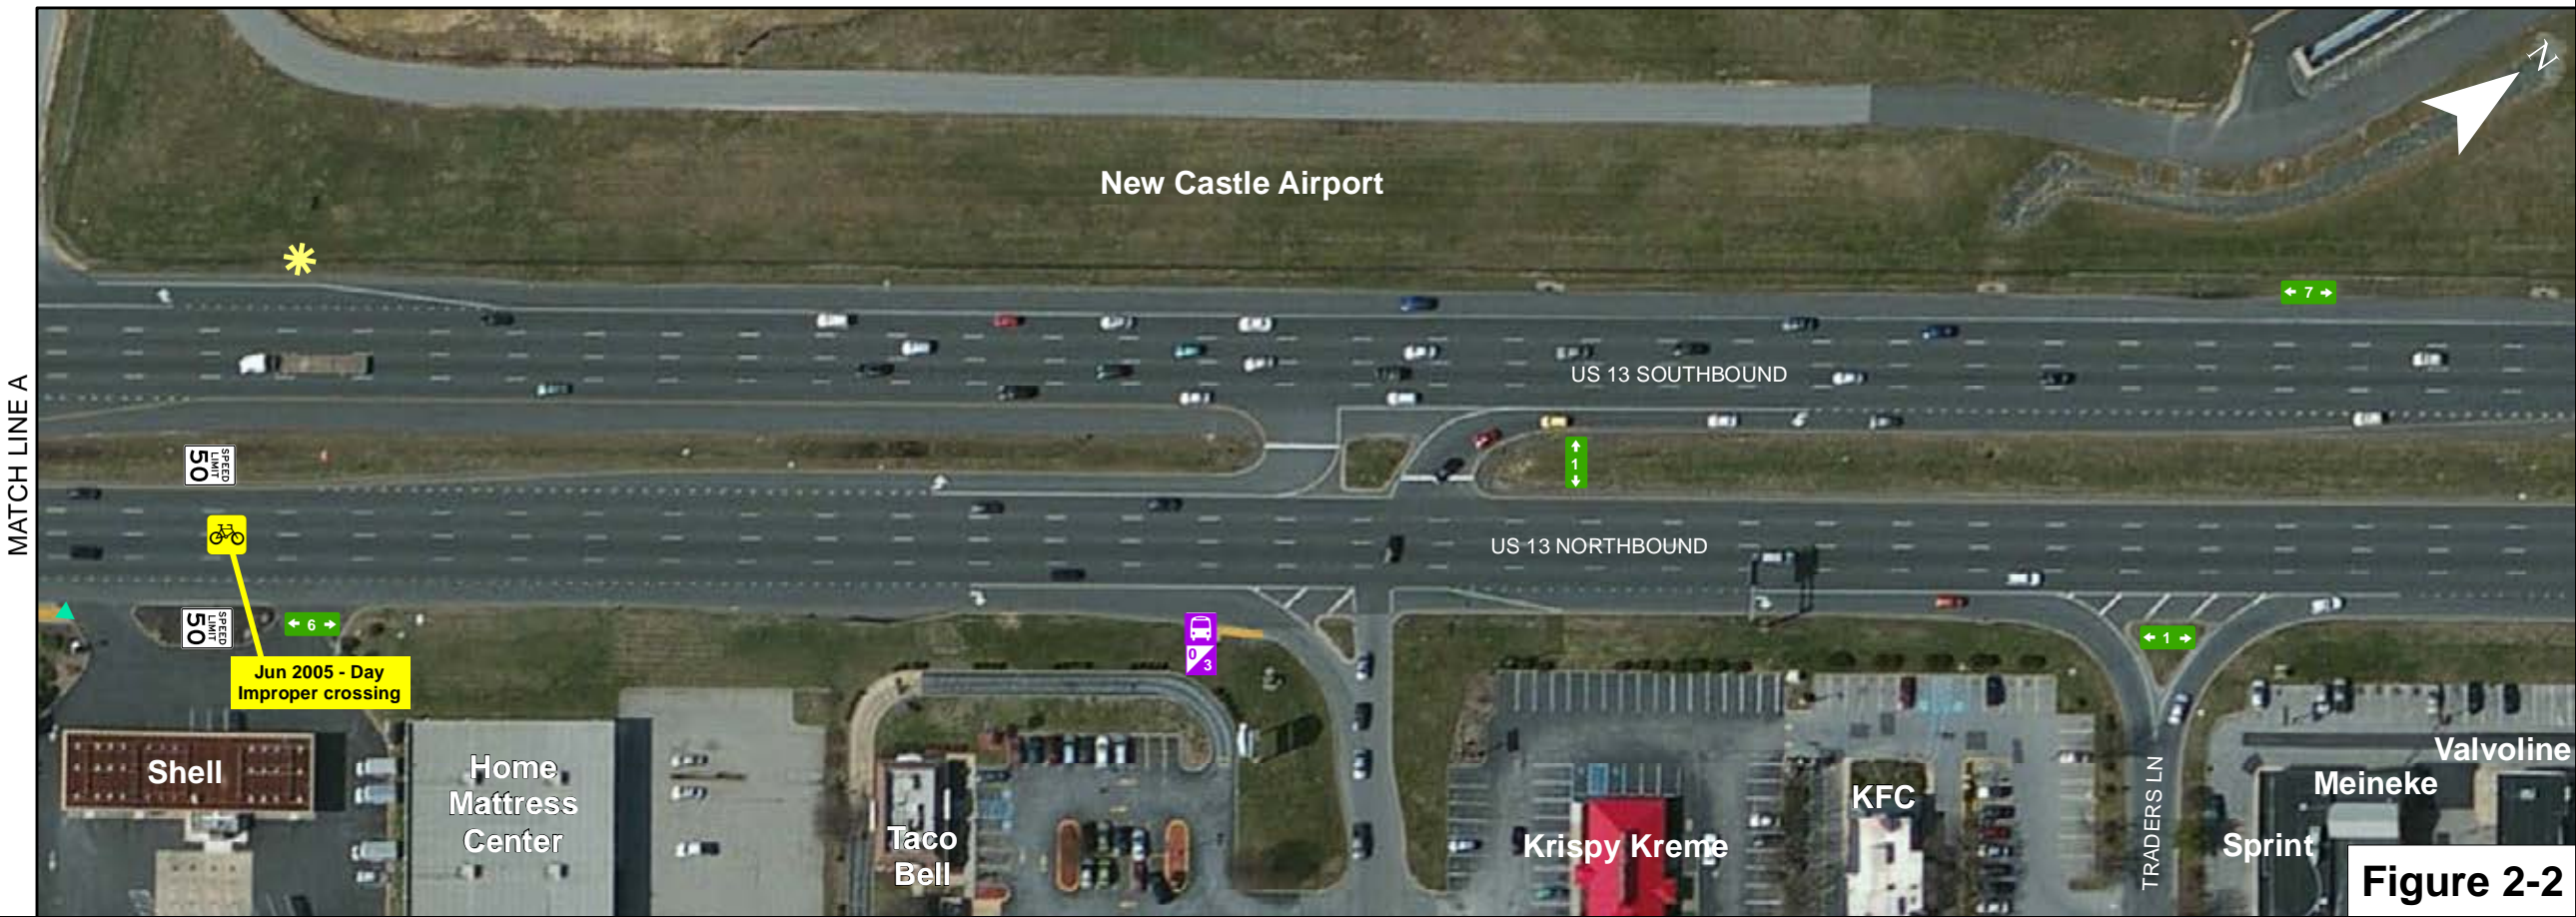 N
New Castle Airport
7
US 13 SOUTHBOUND
MATCH LINE A
SPEED
LIMIT
50
1
US 13 NORTHBOUND
SPEED
LIMIT
50
6
0
3
1
Jun 2005 - Day
Improper crossing
Shell
Home
Mattress
Center
Taco
Bell
Krispy Kreme
KFC
TRADERS LN
Valvoline
Meineke
Sprint
Figure 2-2